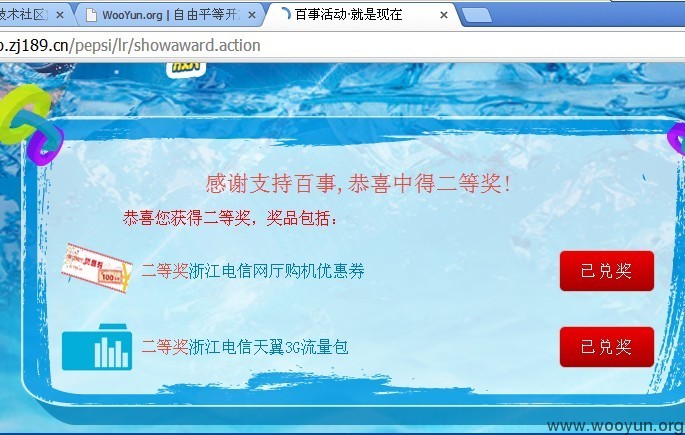 技术社区
WooYun.org | 自由平等开
百事活动·就是现在
o.zj189.cn/pepsi/lr/showaward.action
感谢支持百事,恭喜中得二等奖!
恭喜您获得二等奖，奖品包括：
二等奖浙江电信网厅购机优惠券
已兑奖
二等奖浙江电信天翼3G流量包
已兑奖
www.wooyun.org